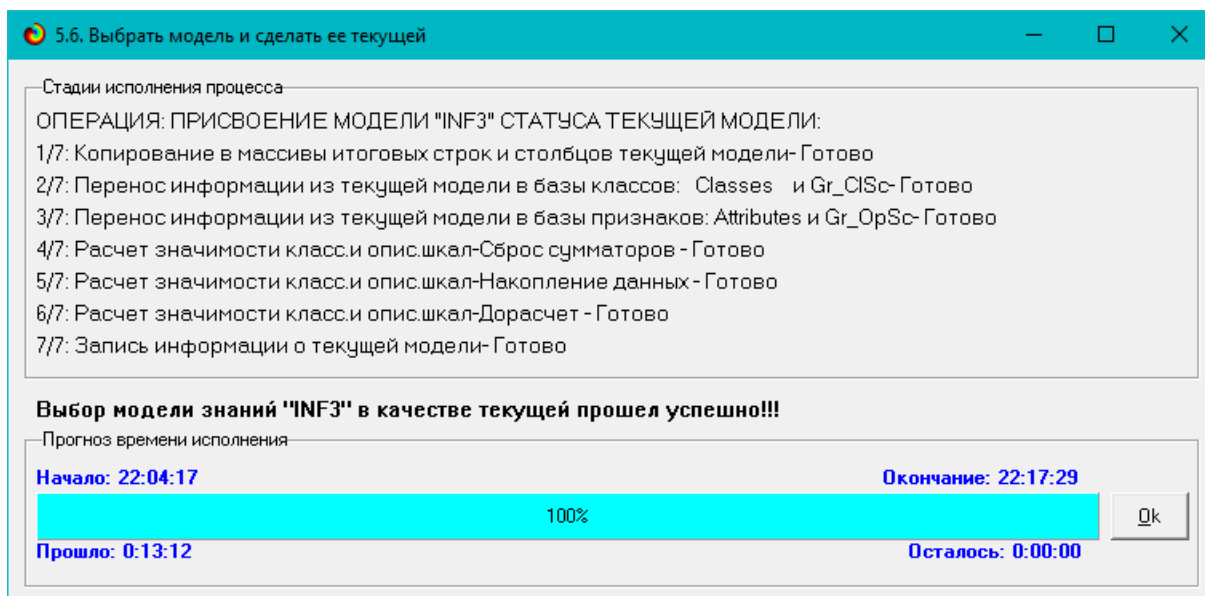 5.6. Выбрать модель и сделать ее текущей
Стадии исполнения процесса
ОПЕРАЦИЯ: ПРИСВОЕНИЕ МОДЕЛИ "INF3" СТАТУСА ТЕКУЩЕЙ МОДЕЛИ:
1/7: Копирование в массивы итоговых строк и столбцов текущей модели- Готово
2/7: Перенос информации из текущей модели в базы классов: Classes и Gr_ClSc- Готово
3/7: Перенос информации из текущей модели в базы признаков: Attributes и Gr_OpSc- Готово
4/7: Расчет значимости класс.и опис.шкал-Сброс сумматоров - Готово
5/7: Расчет значимости класс.и опис.шкал-Накопление данных - Готово
6/7: Расчет значимости класс.и опис.шкал-Дорасчет - Готово
7/7: Запись информации о текущей модели- Готово
Выбор модели знаний "INF3" в качестве текущей прошел успешно!!!
Прогноз времени исполнения
Начало: 22:04:17 Окончание: 22:17:29
100% Ok
Прошло: 0:13:12 Осталось: 0:00:00